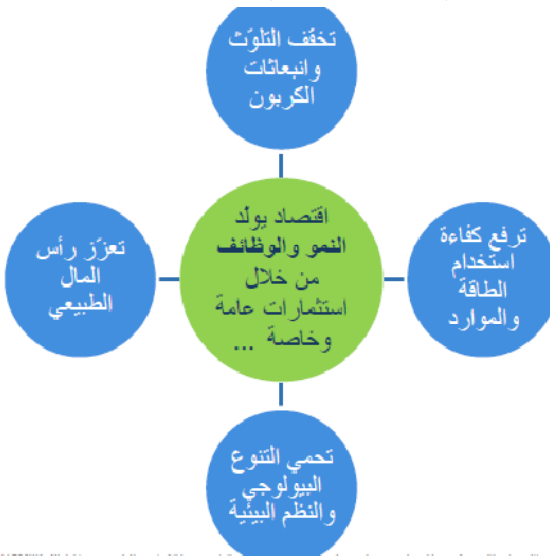 تخفّف التلوّث
وانبعاثات
الكربون
اقتصاد يولد
النمو والوظائف
من خلال
استثمارات عامة
وخاصة ...
ترفع كفاءة
استخدام
الطاقة
والموارد
تعزّز رأس
المال
الطبيعي
تحمي التنوع
البيولوجي
والنظم البيئية